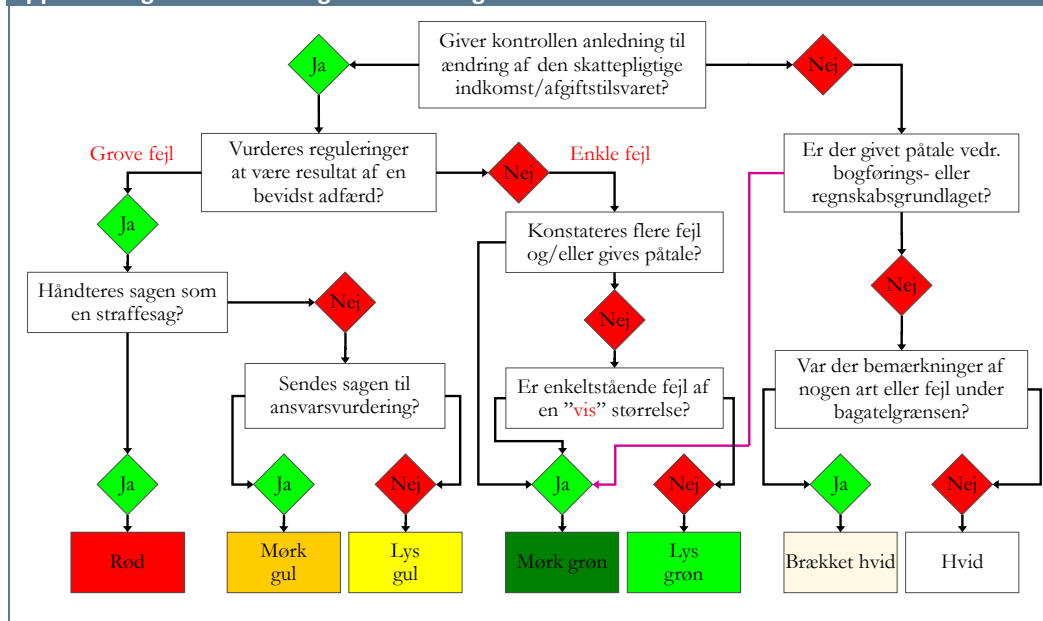 Giver kontrollen anledning til
ændring af den skattepligtige
indkomst/afgiftstilsvaret?
Ja
Nej
Grove fejl
Vurderes reguleringer
at være resultat af en
bevidst adfærd?
Nej
Enkle fejl
Er der givet påtale vedr.
bogførings- eller
regnskabsgrundlaget?
Ja
Konstateres flere fejl
og/eller gives påtale?
Håndteres sagen som
en straffesag?
Nej
Nej
Nej
Sendes sagen til
ansvarsvurdering?
Er enkeltstående fejl af
en ”vis” størrelse?
Var der bemærkninger af
nogen art eller fejl under
bagatelgrænsen?
Ja
Ja
Nej
Ja
Nej
Ja
Nej
Rød
Mørk
gul
Lys
gul
Mørk grøn
Lys
grøn
Brækket hvid
Hvid